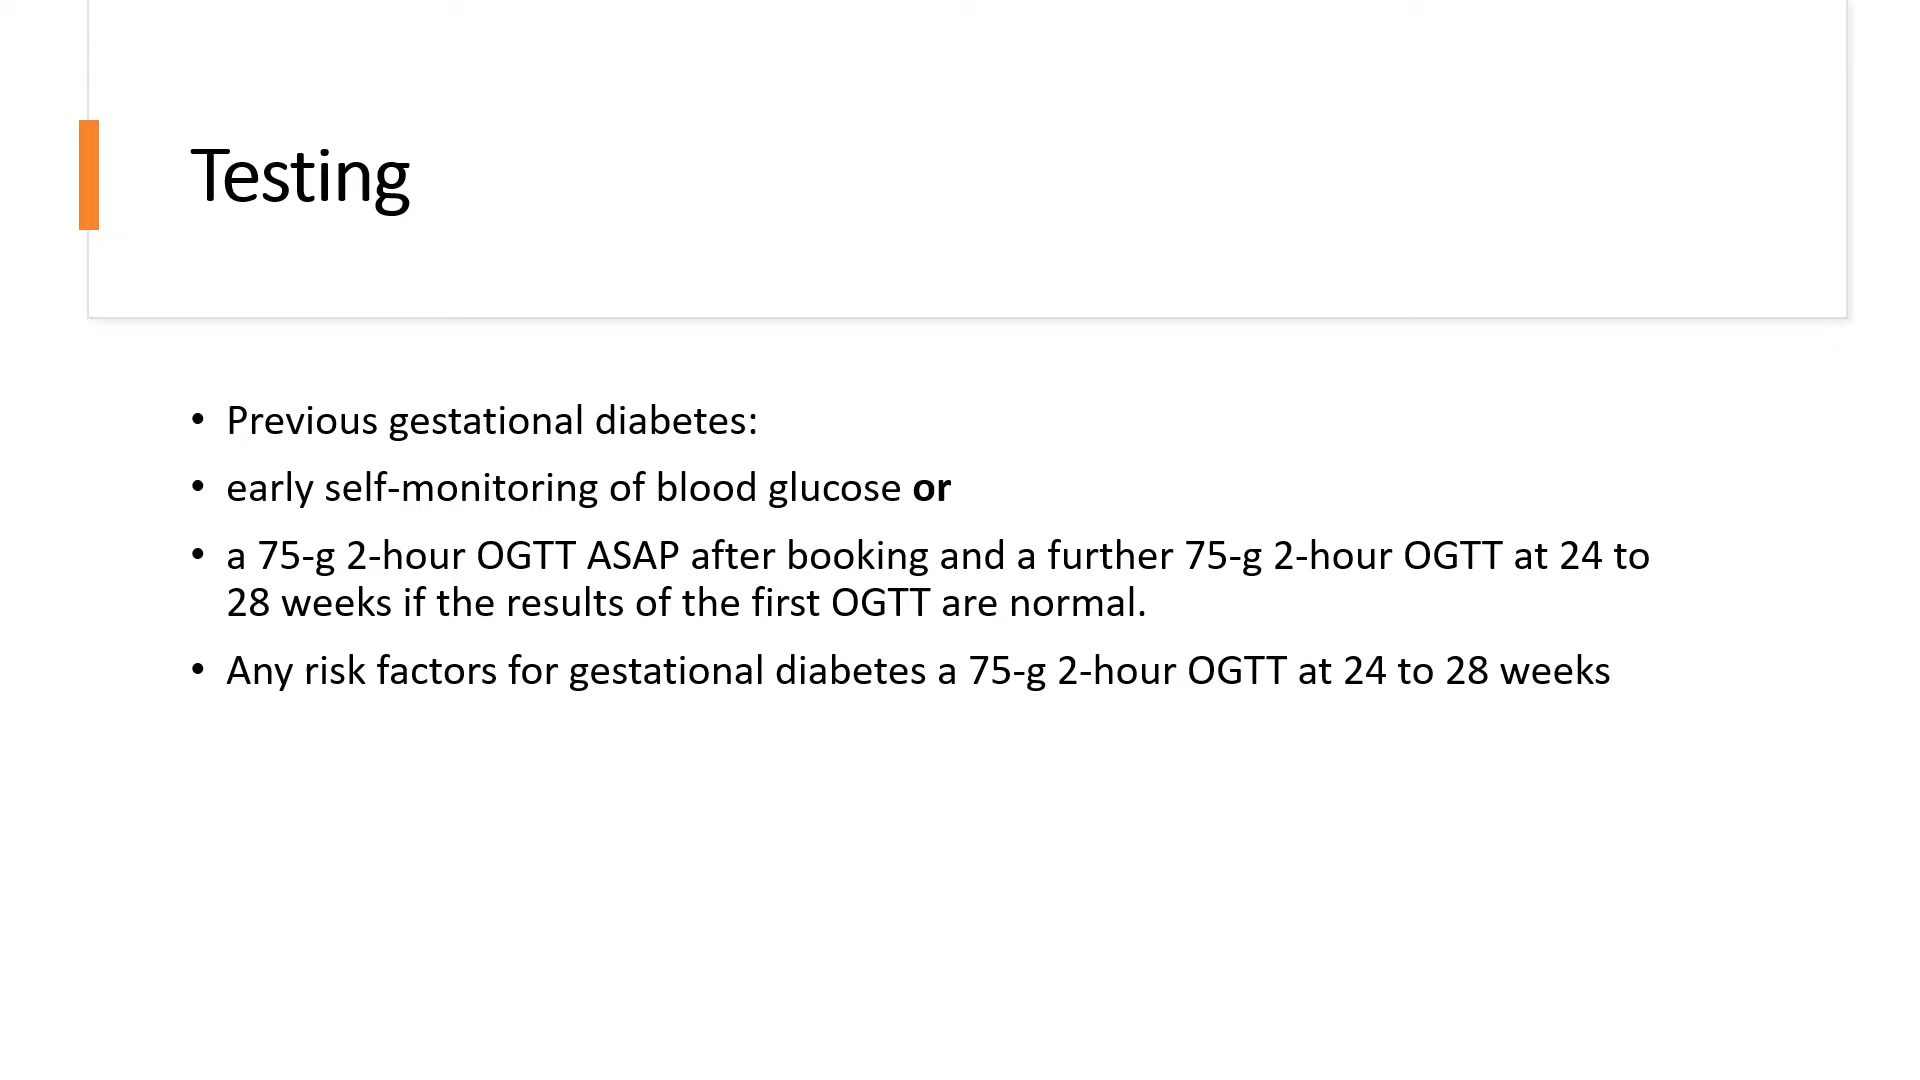 Testing
• Previous gestational diabetes:
• early self-monitoring of blood glucose or
• a 75-g 2-hour OGTT ASAP after booking and a further 75-g 2-hour OGTT at 24 to
28 weeks if the results of the first OGTT are normal.
• Any risk factors for gestational diabetes a 75-g 2-hour OGTT at 24 to 28 weeks